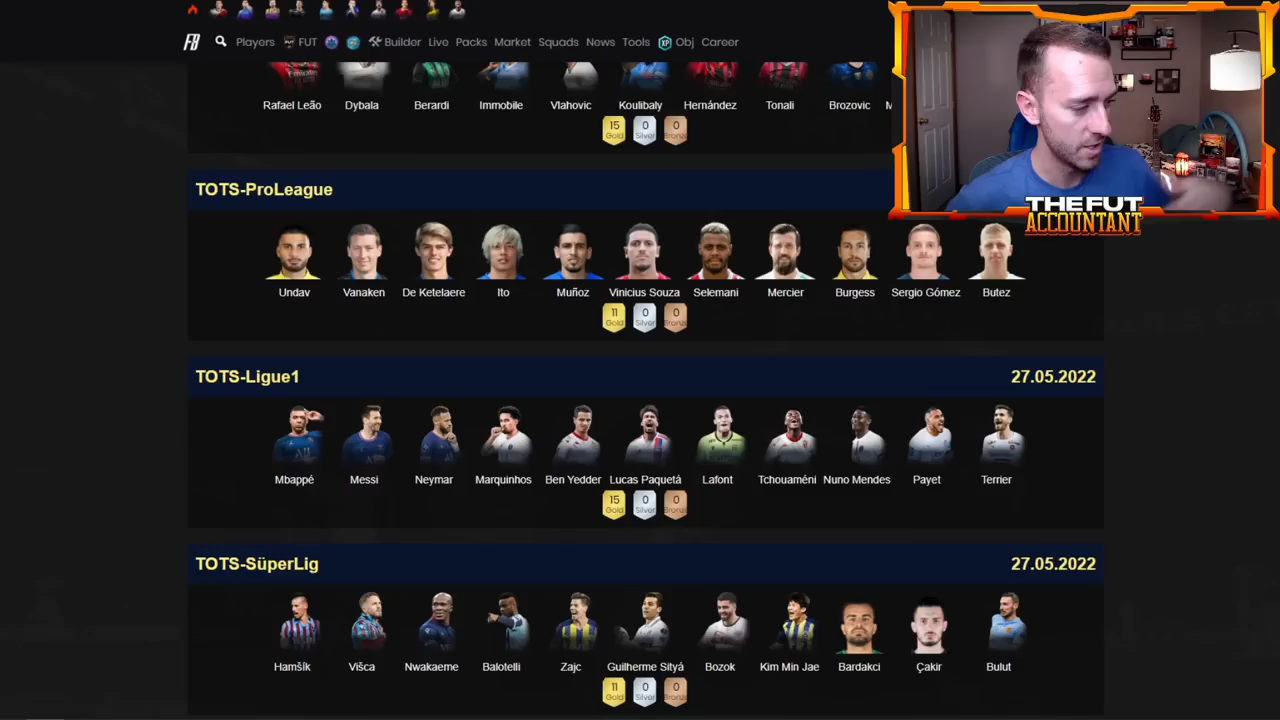 FB Players FUT Builder Live Packs Market Squads News Tools XP Obj Career
Rafael Leão Dybala Berardi Immobile Vlahovic Koulibaly Hernández Tonali Brozovic
15 0 0
Gold Silver Bronze
TOTS-ProLeague
Undav Vanaken De Ketelaere Ito Muñoz Vinicius Souza Selemani Mercier Burgess Sergio Gómez Butez
11 0 0
Gold Silver Bronze
TOTS-Ligue1 27.05.2022
Mbappé Messi Neymar Marquinhos Ben Yedder Lucas Paquetá Lafont Tchouaméni Nuno Mendes Payet Terrier
15 0 0
Gold Silver Bronze
TOTS-SüperLig 27.05.2022
Hamšík Višca Nwakaeme Balotelli Zajc Guilherme Sityá Bozok Kim Min Jae Bardakci Çakir Bulut
11 0 0
Gold Silver Bronze
THE FUT
ACCOUNTANT